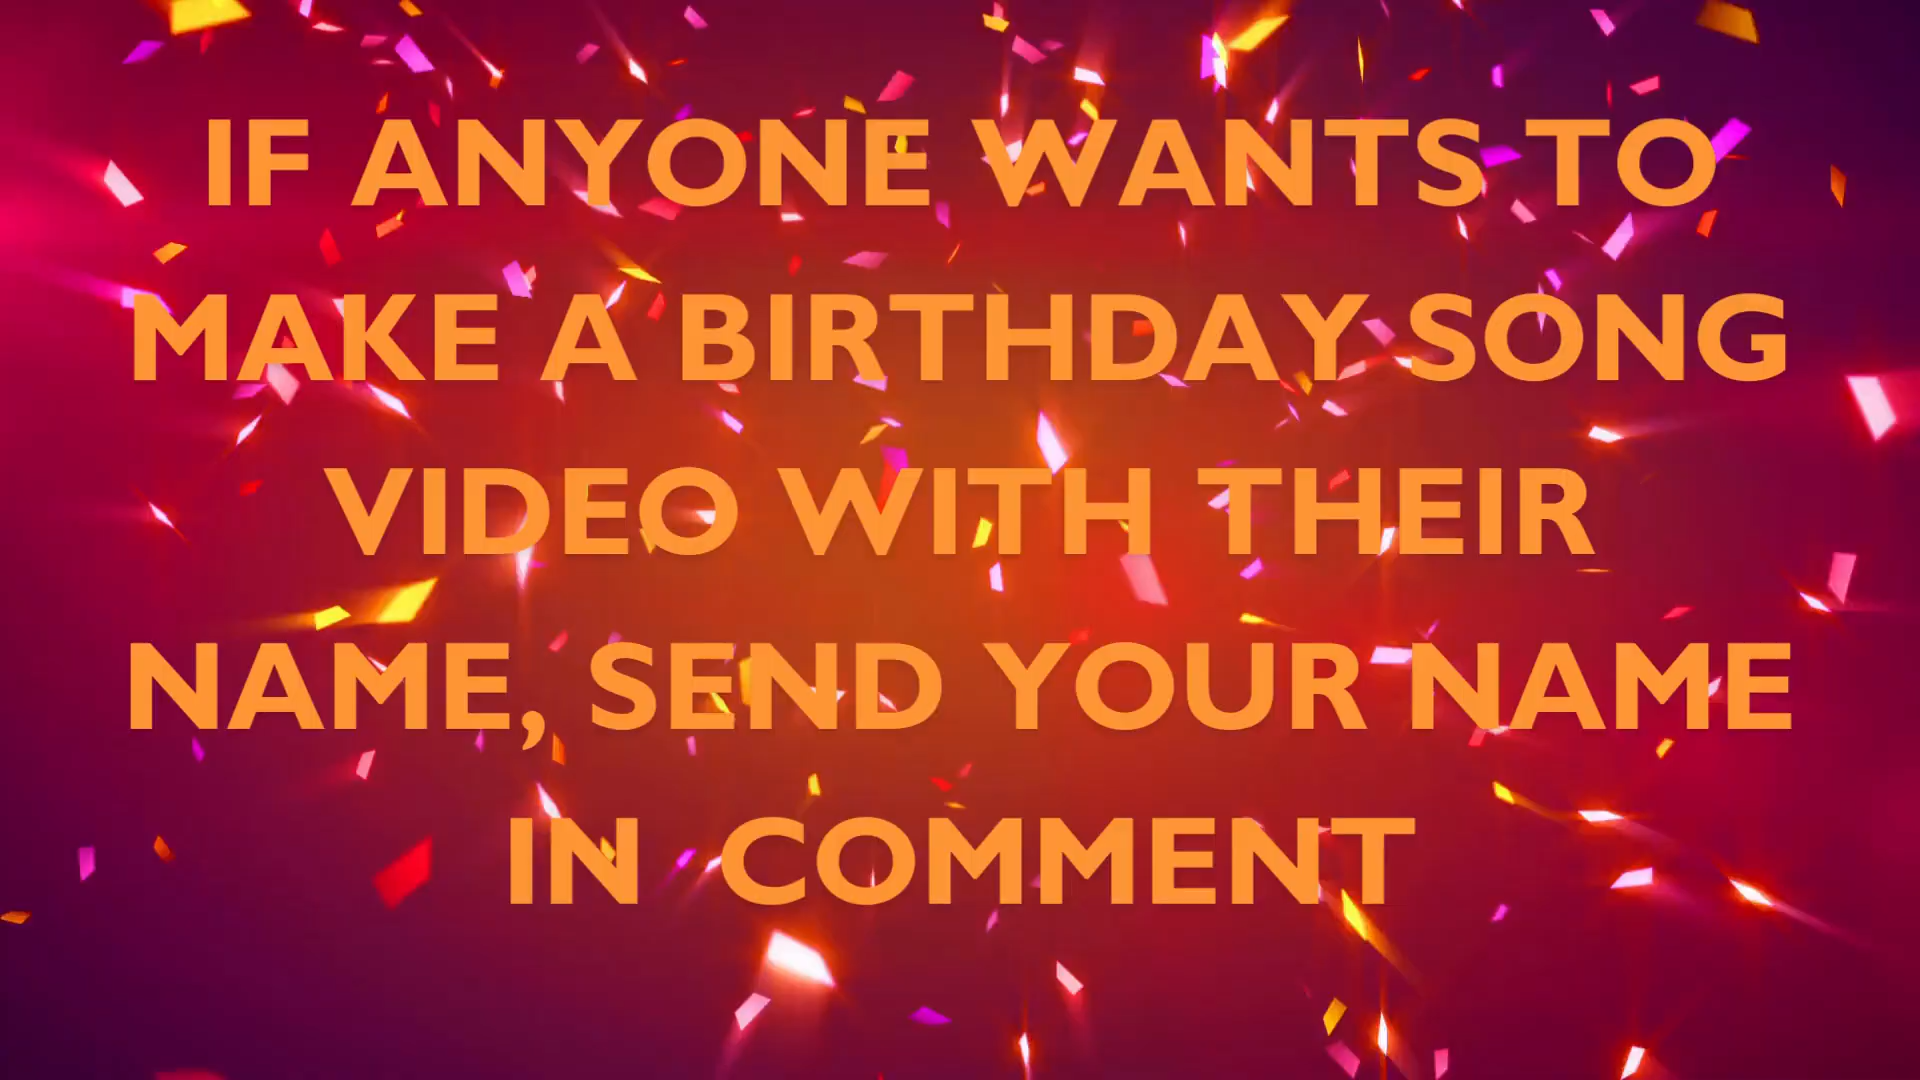 IF ANYONE WANTS TO
MAKE A BIRTHDAY SONG
VIDEO WITH THEIR
NAME, SEND YOUR NAME
IN COMMENT